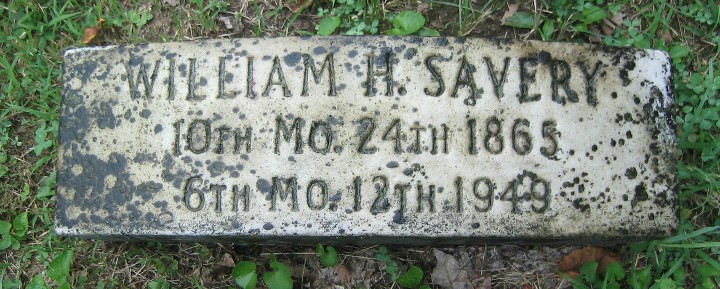 WILLIAM H. SAVERY
10TH MO. 24TH 1865
6TH MO. 12TH 1949